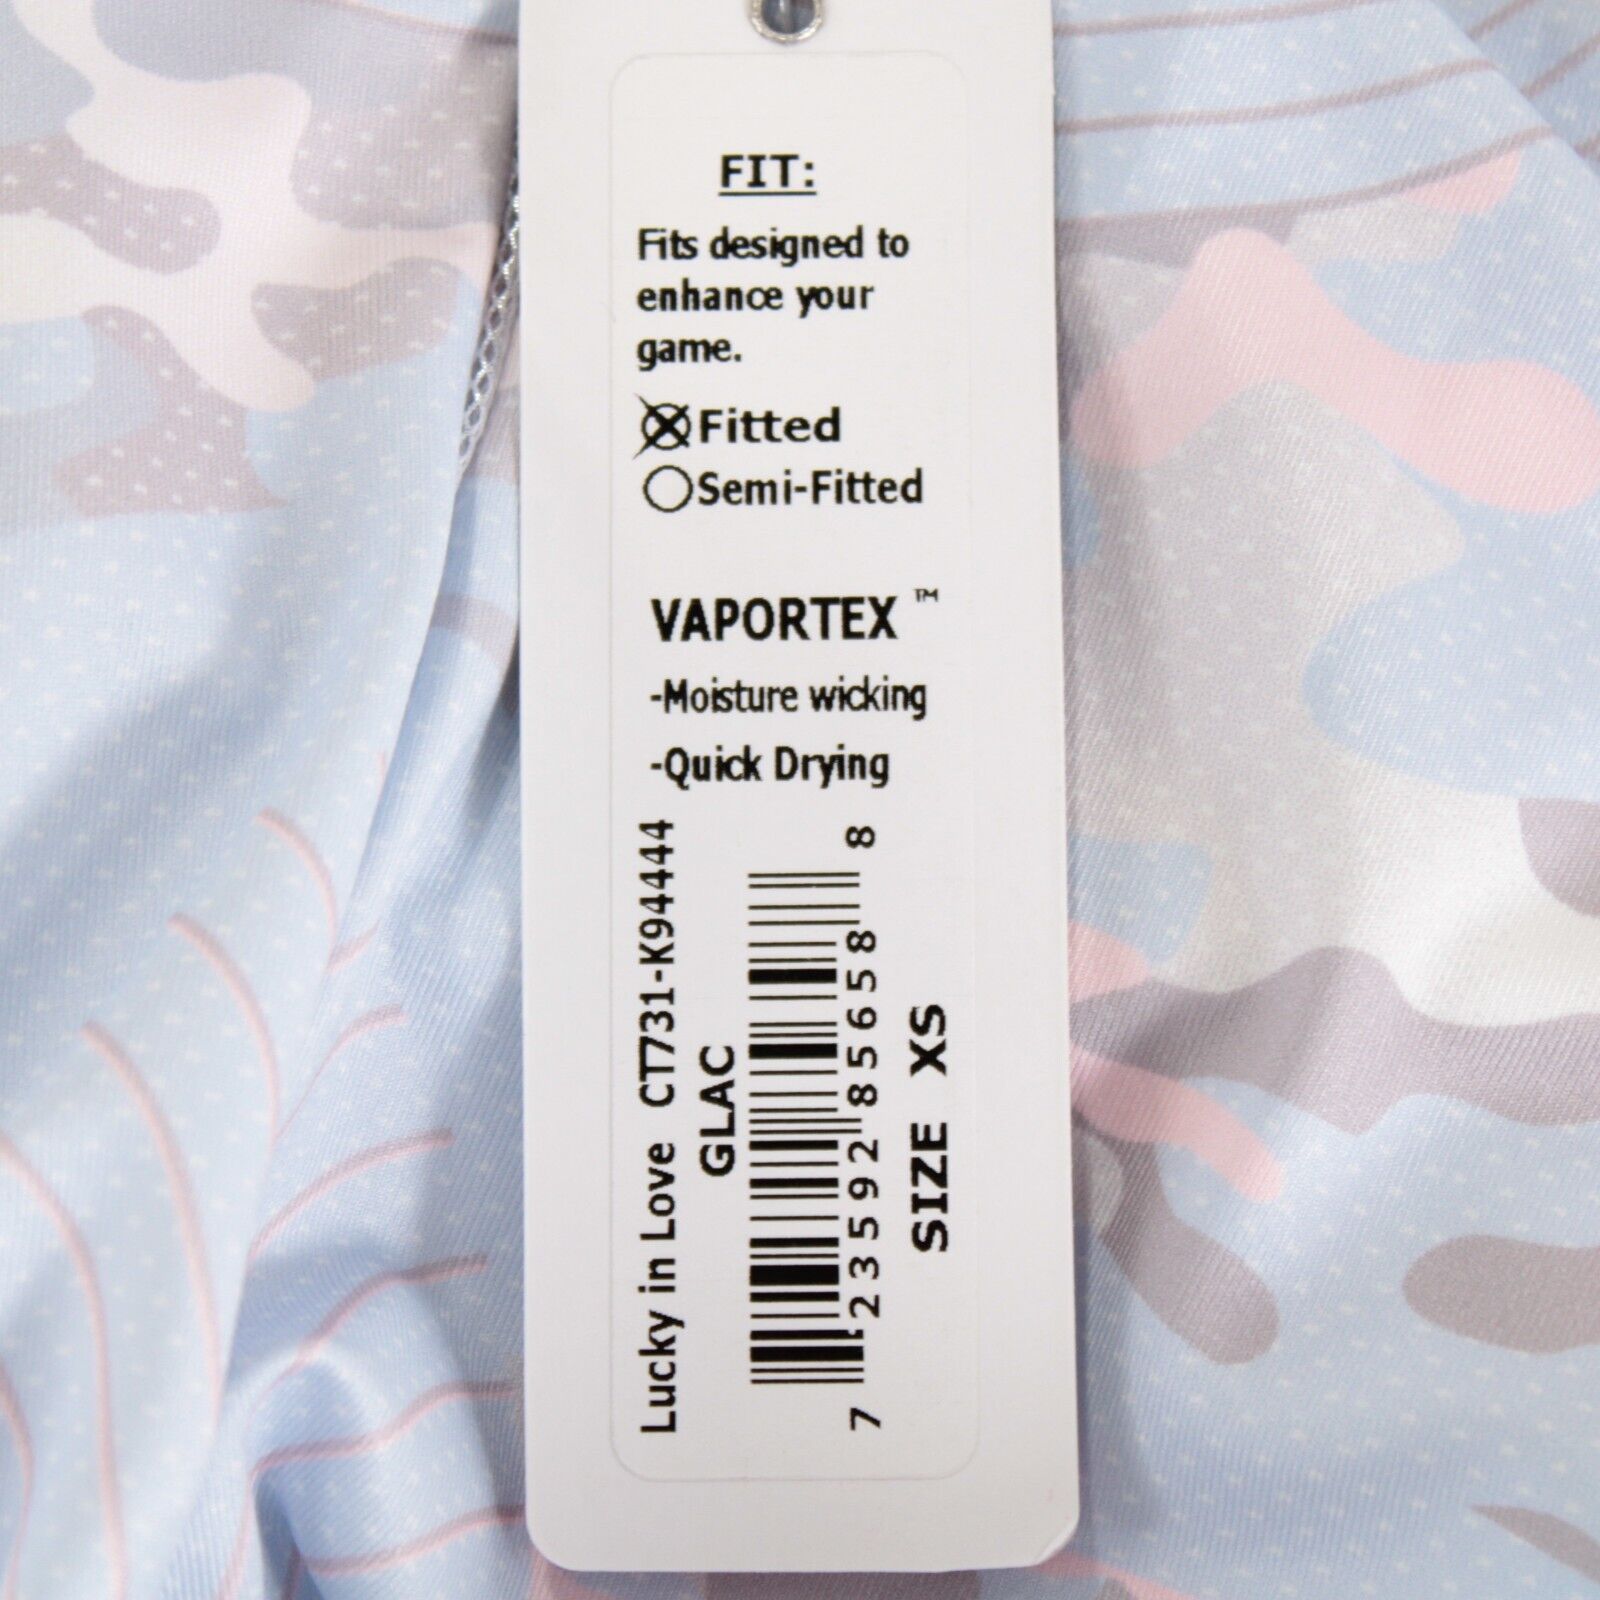 FIT:
Fits designed to
enhance your
game.
Fitted
Semi-Fitted
VAPORTEX ™
-Moisture wicking
-Quick Drying
Lucky in Love CT731-K94444
GLAC
7 23592 85658 8
SIZE XS